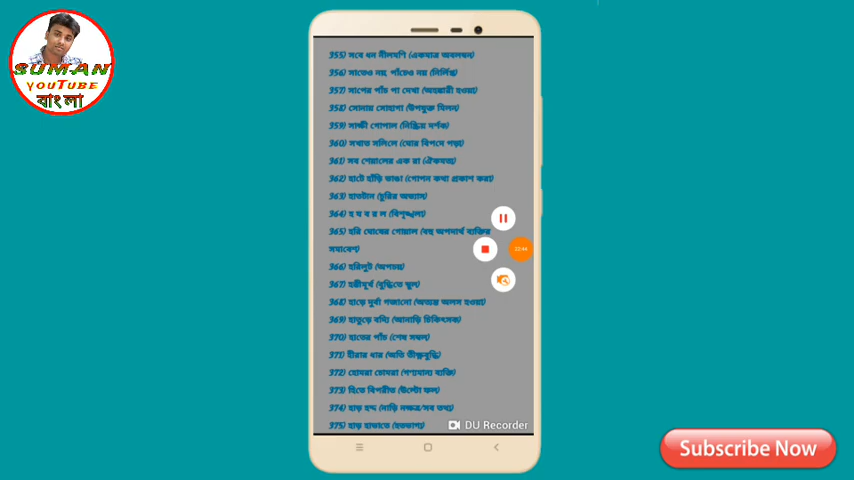 SUMAN
YouTube
বাংলা
355) সবে ধন নীলমণি (একমাত্র অবলম্বন)
356) সাতেও নয়, পাঁচেও নয় (নির্লিপ্ত)
357) সাপের পাঁচ পা দেখা (অহঙ্কারী হওয়া)
358) সোনায় সোহাগা (উপযুক্ত মিলন)
359) সাক্ষী গোপাল (নিষ্ক্রিয় দর্শক)
360) সখাত সলিলে (ঘোর বিপদে পড়া)
361) সব শেয়ালের এক রা (ঐকমত্য)
362) হাটে হাঁড়ি ভাঙা (গোপন কথা প্রকাশ করা)
363) হাতটান (চুরির অভ্যাস)
364) হ য ব র ল (বিশৃঙ্খলা)
365) হরি ঘোষের গোয়াল (বহু অপদার্থ ব্যক্তির
সমাবেশ)
366) হরিলুট (অপচয়)
367) হস্তীমূর্খ (বুদ্ধিতে স্থূল)
368) হাড়ে দুর্বা গজানো (অত্যন্ত অলস হওয়া)
369) হাতুড়ে বদ্যি (আনাড়ি চিকিৎসক)
370) হাতের পাঁচ (শেষ সম্বল)
371) হীরার ধার (অতি তীক্ষ্ণবুদ্ধি)
372) হোমরা চোমরা (গণ্যমান্য ব্যক্তি)
373) হিতে বিপরীত (উল্টো ফল)
374) হাড় হদ্দ (নাড়ি নক্ষত্র/সব তথ্য)
375) হাড় হাভাতে (হতভাগ্য)
22:44
DU Recorder
Subscribe Now